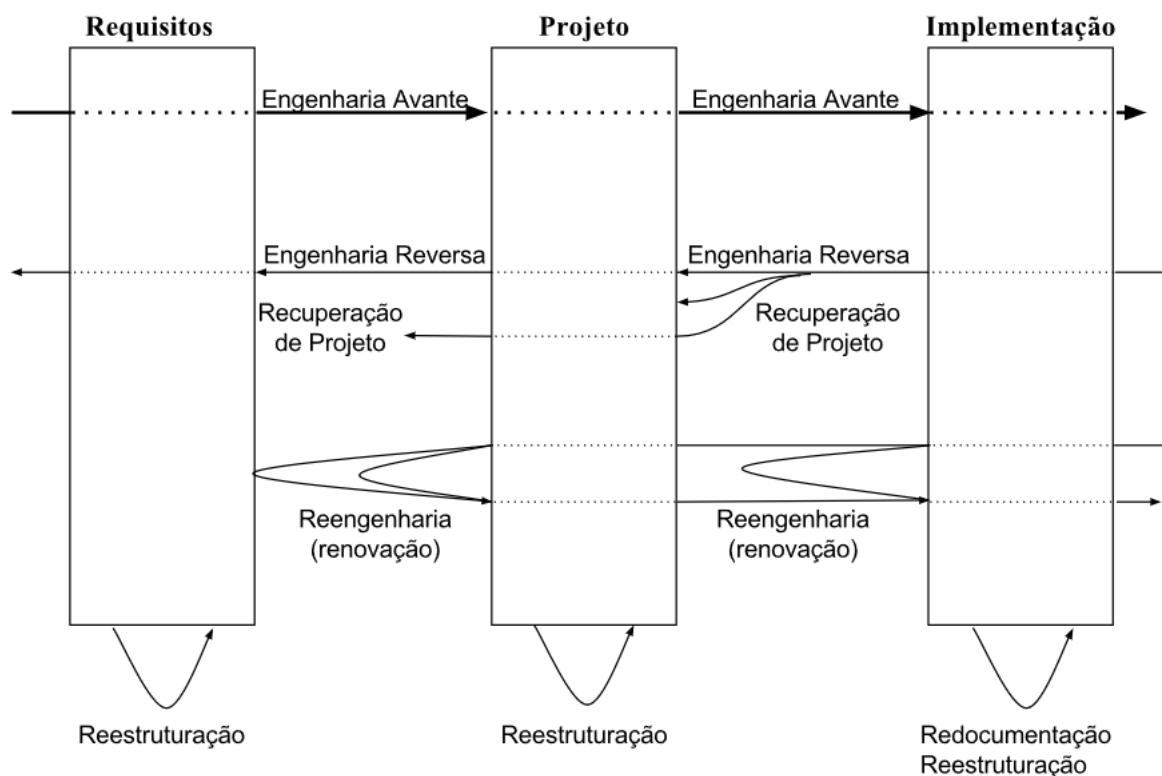 Requisitos
Projeto
Implementação
Engenharia Avante
Engenharia Avante
Engenharia Reversa
Engenharia Reversa
Recuperação
de Projeto
Recuperação
de Projeto
Reengenharia
(renovação)
Reengenharia
(renovação)
Reestruturação
Reestruturação
Redocumentação
Reestruturação